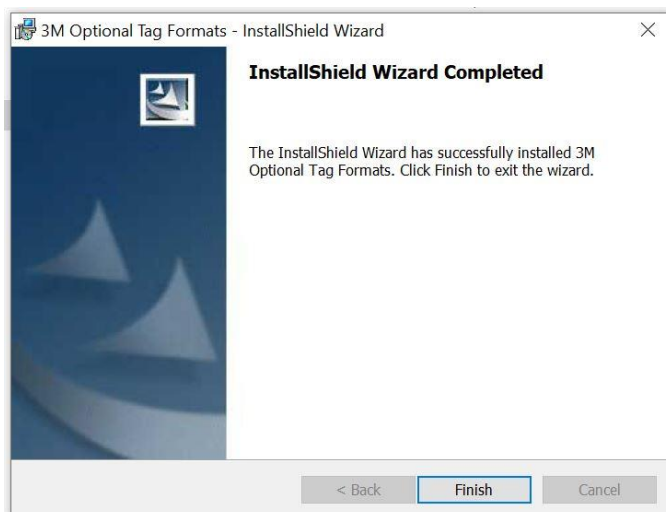 3M Optional Tag Formats - InstallShield Wizard
InstallShield Wizard Completed
The InstallShield Wizard has successfully installed 3M
Optional Tag Formats. Click Finish to exit the wizard.
< Back
Finish
Cancel